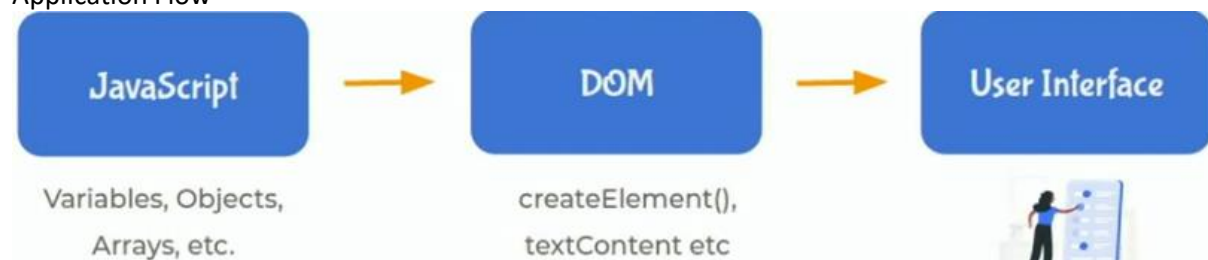 Application Flow
JavaScript
DOM
User Interface
Variables, Objects,
Arrays, etc.
createElement(),
textContent etc